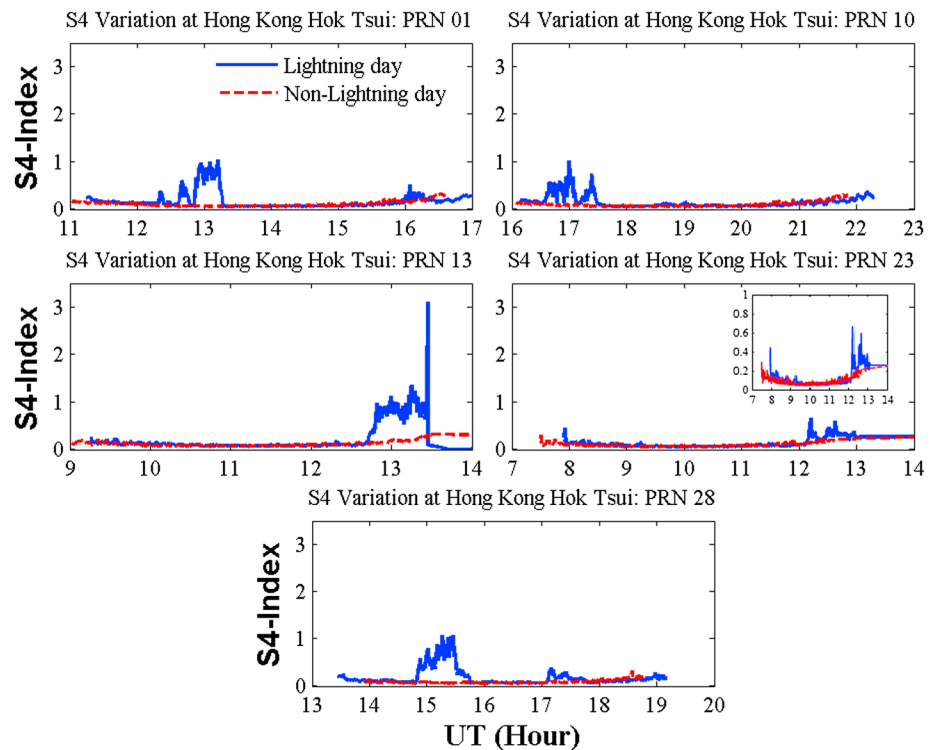 S4 Variation at Hong Kong Hok Tsui: PRN 01
S4 Variation at Hong Kong Hok Tsui: PRN 10
S4-Index
3
2
1
0
Lightning day
Non-Lightning day
11 12 13 14 15 16 17
3
2
1
0
16 17 18 19 20 21 22 23
S4 Variation at Hong Kong Hok Tsui: PRN 13
S4 Variation at Hong Kong Hok Tsui: PRN 23
S4-Index
3
2
1
0
9 10 11 12 13 14
3
2
1
0
1
0.8
0.6
0.4
0.2
0
7 8 9 10 11 12 13 14
7 8 9 10 11 12 13 14
S4 Variation at Hong Kong Hok Tsui: PRN 28
S4-Index
3
2
1
0
13 14 15 16 17 18 19 20
UT (Hour)